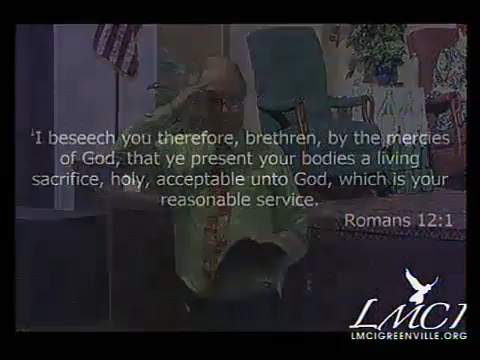 ¹I beseech you therefore, brethren, by the mercies
of God, that ye present your bodies a living
sacrifice, holy, acceptable unto God, which is your
reasonable service.
Romans 12:1
LMCI
LMCIGREENVILLE.ORG